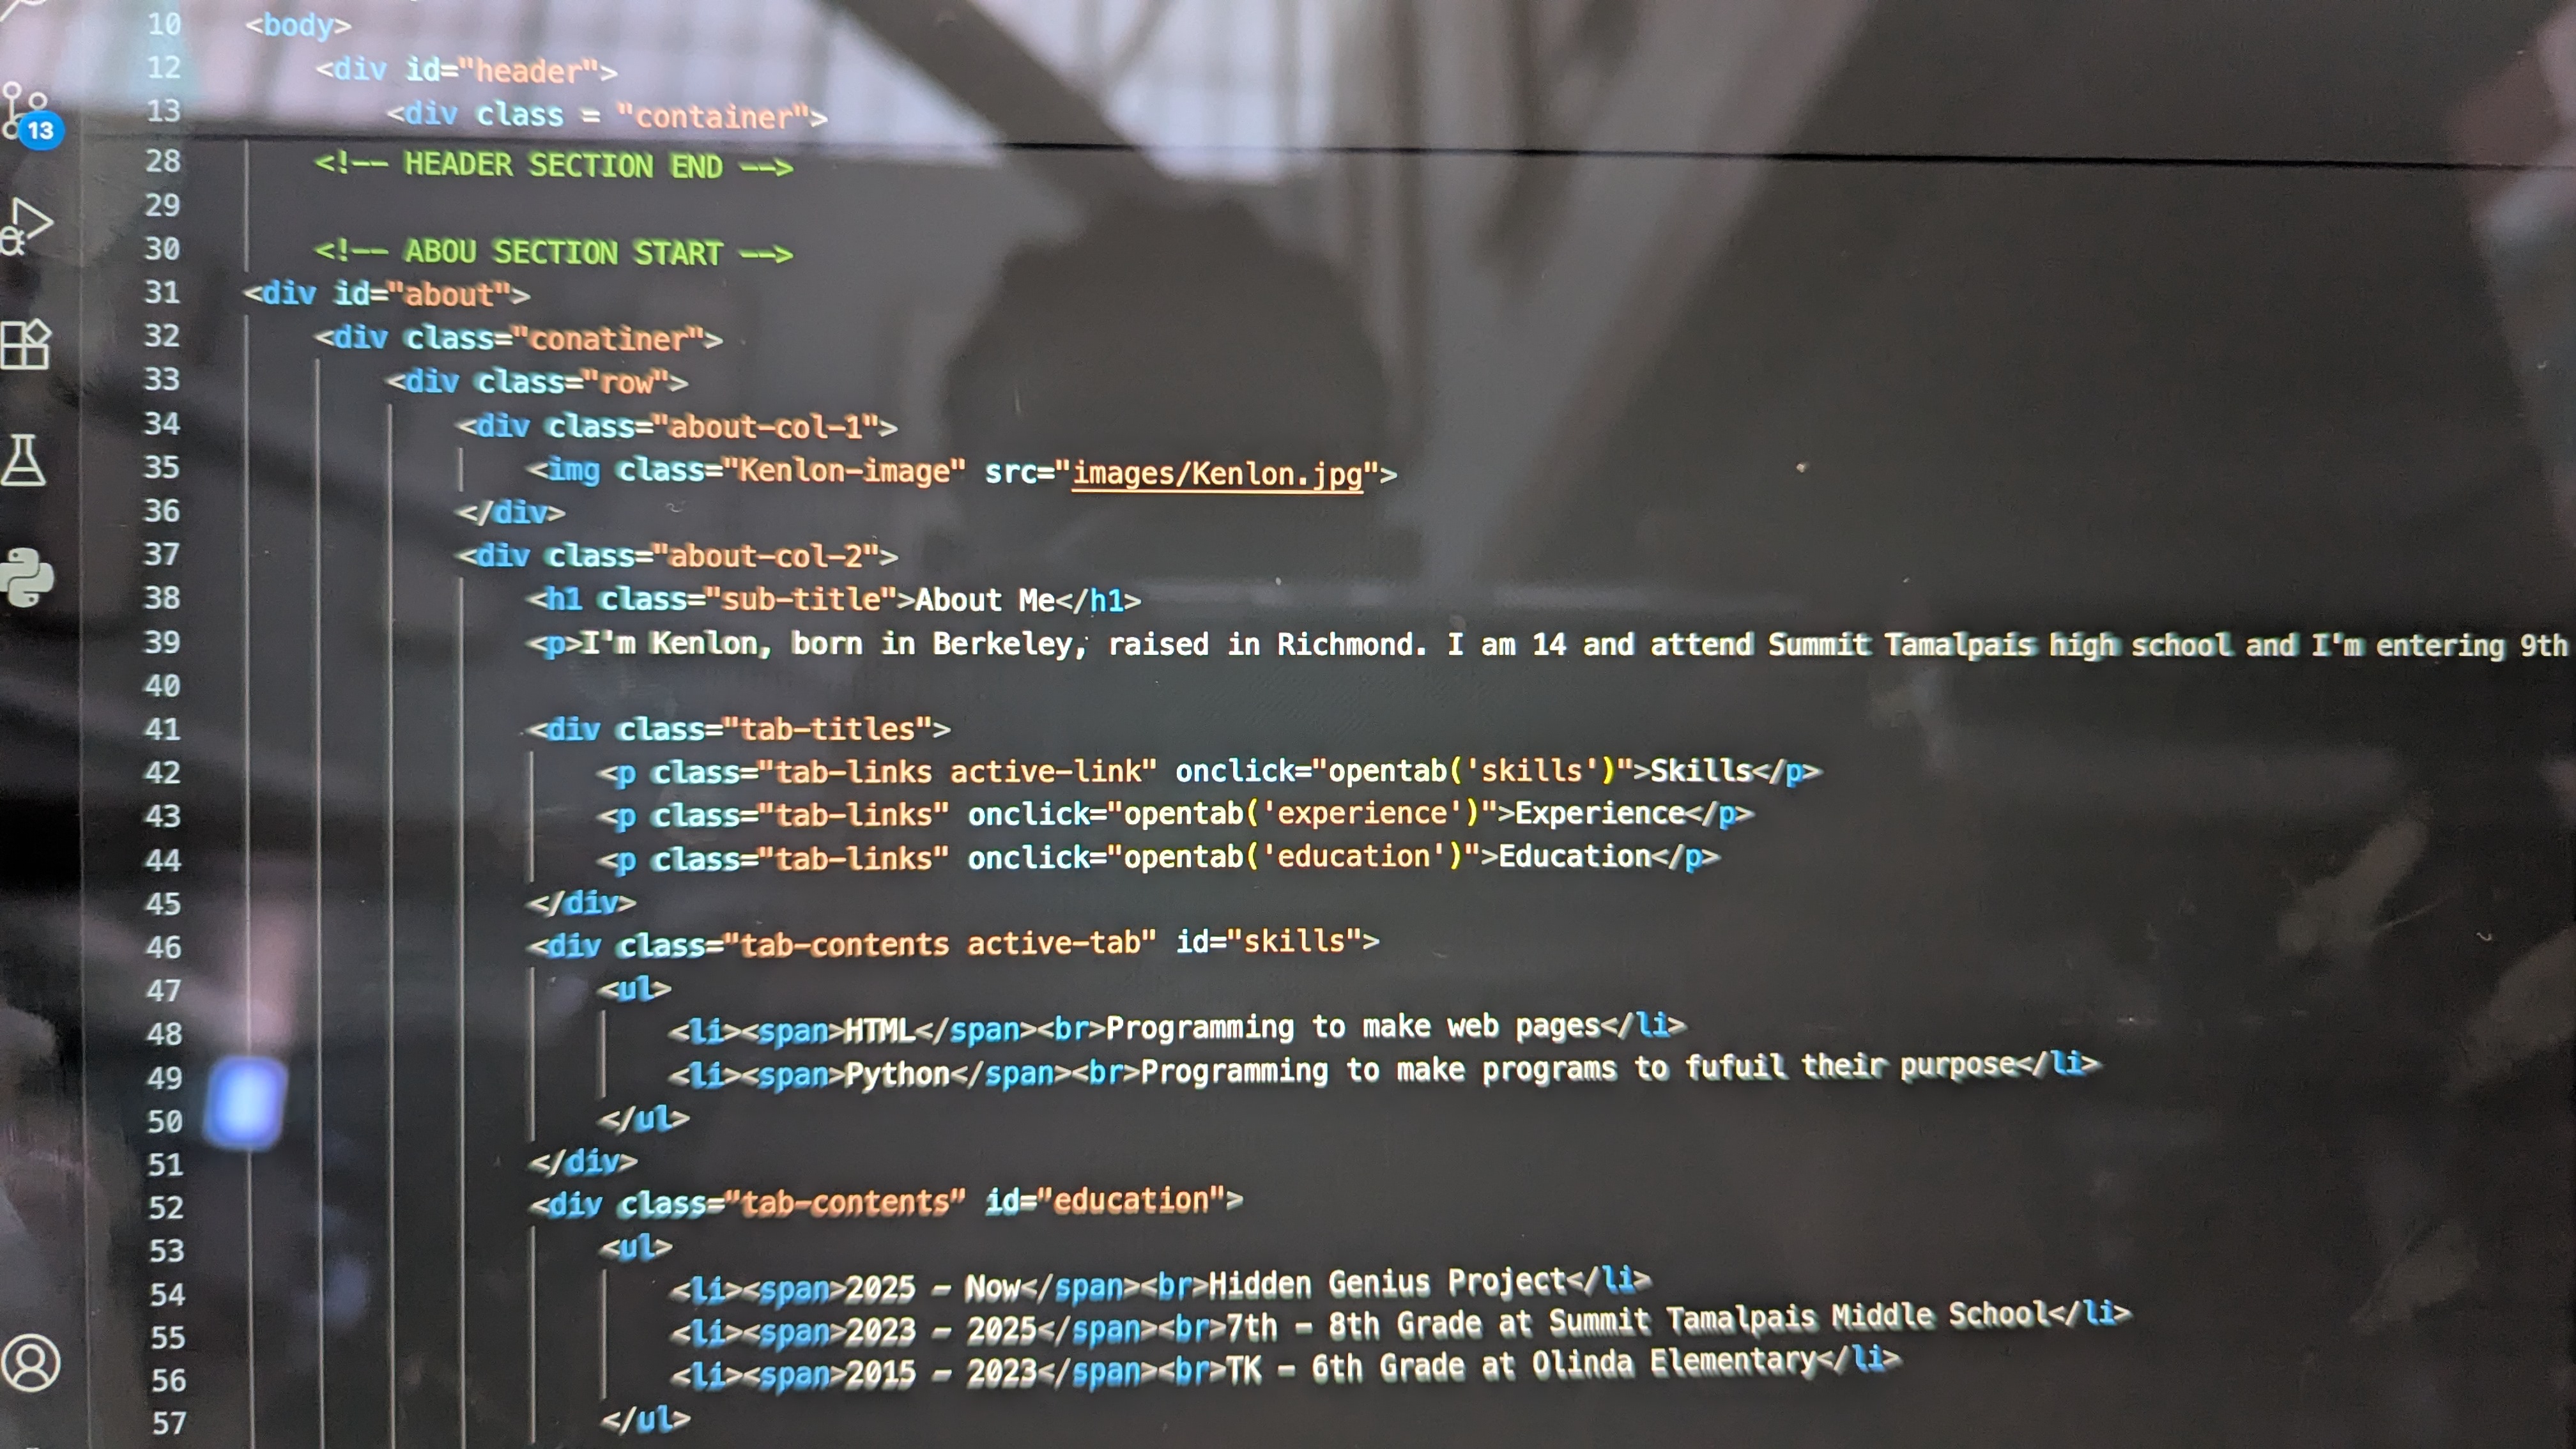 10 <body>
12 <div id="header">
13 <div class = "container">
13
28 <!-- HEADER SECTION END -->
29
30 <!-- ABOU SECTION START -->
31 <div id="about">
32 <div class="conatiner">
33 <div class="row">
34 <div class="about-col-1">
35 <img class="Kenlon-image" src="images/Kenlon.jpg">
36 </div>
37 <div class="about-col-2">
38 <h1 class="sub-title">About Me</h1>
39 <p>I'm Kenlon, born in Berkeley, raised in Richmond. I am 14 and attend Summit Tamalpais high school and I'm entering 9th
40
41 <div class="tab-titles">
42 <p class="tab-links active-link" onclick="opentab('skills')">Skills</p>
43 <p class="tab-links" onclick="opentab('experience')">Experience</p>
44 <p class="tab-links" onclick="opentab('education')">Education</p>
45 </div>
46 <div class="tab-contents active-tab" id="skills">
47 <ul>
48 <li><span>HTML</span><br>Programming to make web pages</li>
49 <li><span>Python</span><br>Programming to make programs to fufuil their purpose</li>
50 </ul>
51 </div>
52 <div class="tab-contents" id="education">
53 <ul>
54 <li><span>2025 - Now</span><br>Hidden Genius Project</li>
55 <li><span>2023 - 2025</span><br>7th - 8th Grade at Summit Tamalpais Middle School</li>
56 <li><span>2015 - 2023</span><br>TK - 6th Grade at Olinda Elementary</li>
57 </ul>